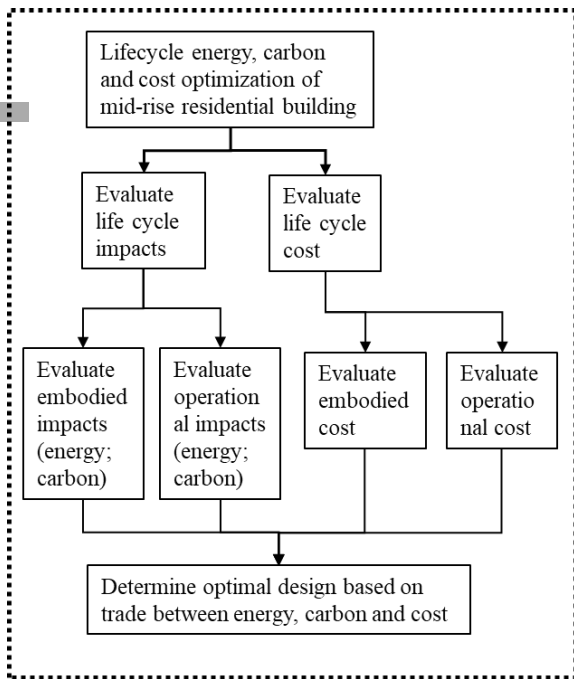 Lifecycle energy, carbon
and cost optimization of
mid-rise residential building
Evaluate
life cycle
impacts
Evaluate
life cycle
cost
Evaluate
embodied
impacts
(energy;
carbon)
Evaluate
operation
al impacts
(energy;
carbon)
Evaluate
embodied
cost
Evaluate
operatio
nal cost
Determine optimal design based on
trade between energy, carbon and cost